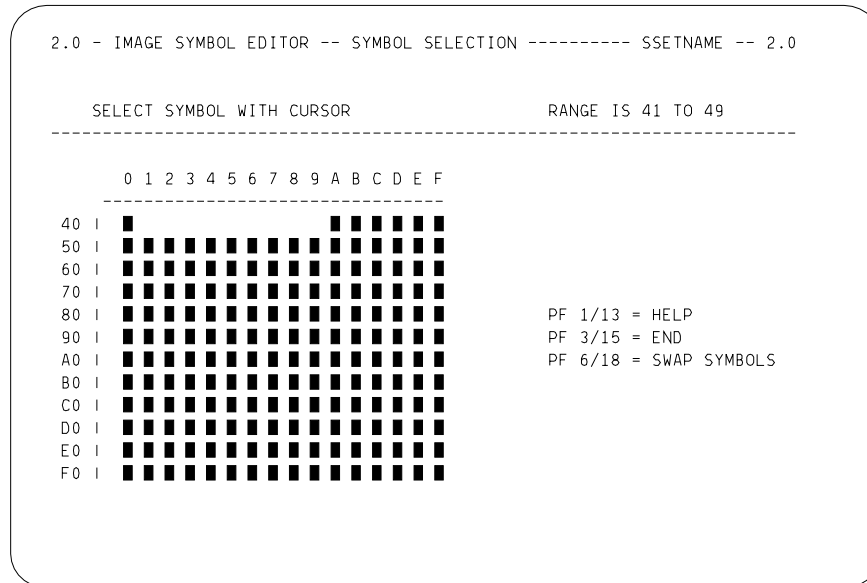 2.0 - IMAGE SYMBOL EDITOR -- SYMBOL SELECTION ---------- SSETNAME -- 2.0
SELECT SYMBOL WITH CURSOR RANGE IS 41 TO 49
------------------------------------------------------------------------
0 1 2 3 4 5 6 7 8 9 A B C D E F
---------------------------------
40 |
50 |
60 |
70 |
80 | PF 1/13 = HELP
90 | PF 3/15 = END
A0 | PF 6/18 = SWAP SYMBOLS
B0 |
C0 |
D0 |
E0 |
F0 |